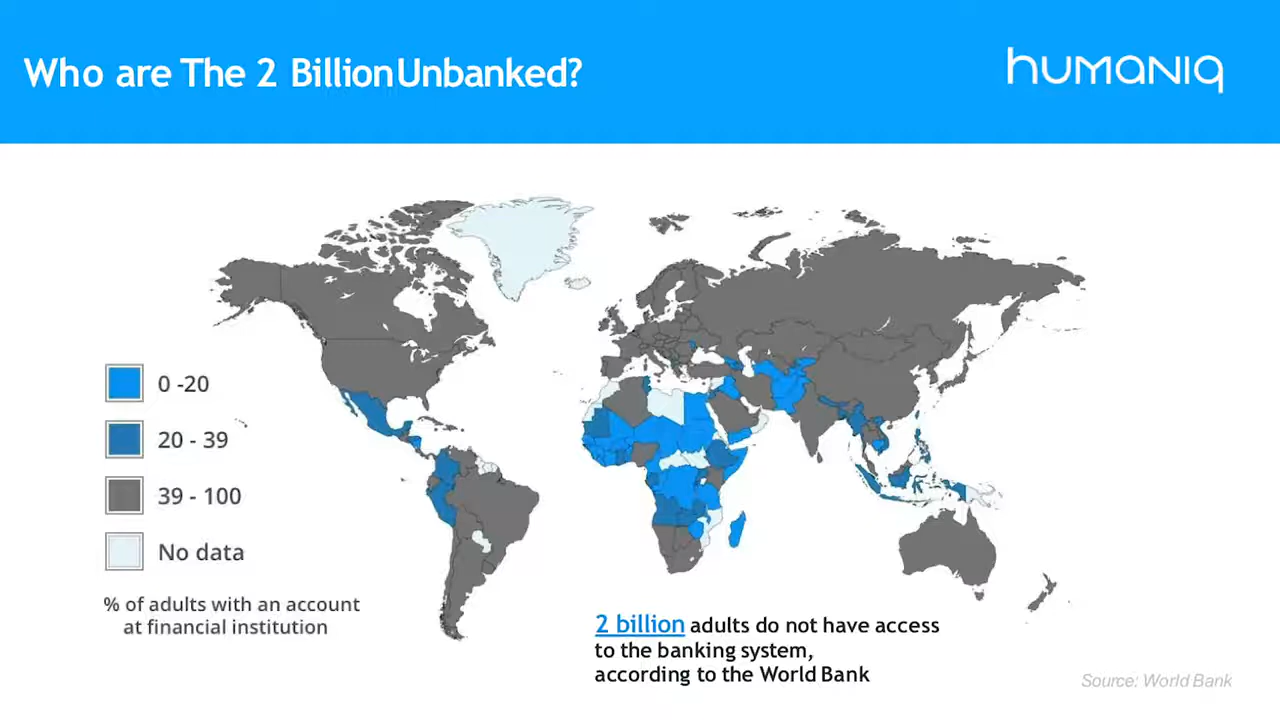 Who are The 2 Billion Unbanked?
humaniq
0 -20
20 - 39
39 - 100
No data
% of adults with an account
at financial institution
2 billion adults do not have access
to the banking system,
according to the World Bank
Source: World Bank